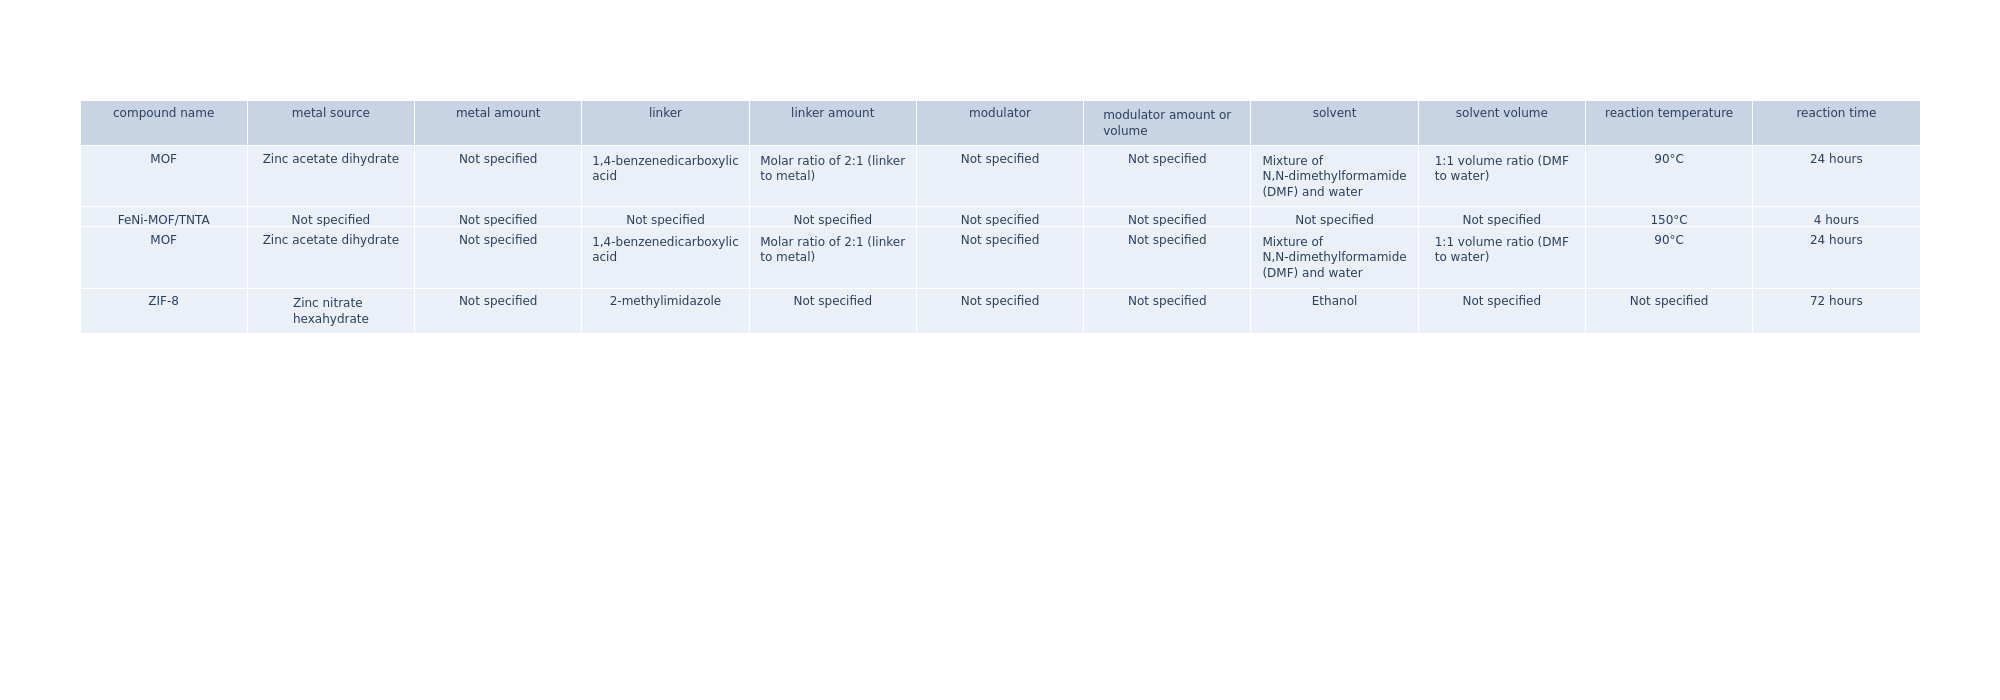 compound name	metal source	metal amount	linker	linker amount	modulator	modulator amount or
volume	solvent	solvent volume	reaction temperature	reaction time
MOF	Zinc acetate dihydrate	Not specified	1,4-benzenedicarboxylic
acid	Molar ratio of 2:1 (linker
to metal)	Not specified	Not specified	Mixture of
N,N-dimethylformamide
(DMF) and water	1:1 volume ratio (DMF
to water)	90°C	24 hours
FeNi-MOF/TNTA	Not specified	Not specified	Not specified	Not specified	Not specified	Not specified	Not specified	Not specified	150°C	4 hours
MOF	Zinc acetate dihydrate	Not specified	1,4-benzenedicarboxylic
acid	Molar ratio of 2:1 (linker
to metal)	Not specified	Not specified	Mixture of
N,N-dimethylformamide
(DMF) and water	1:1 volume ratio (DMF
to water)	90°C	24 hours
ZIF-8	Zinc nitrate
hexahydrate	Not specified	2-methylimidazole	Not specified	Not specified	Not specified	Ethanol	Not specified	Not specified	72 hours